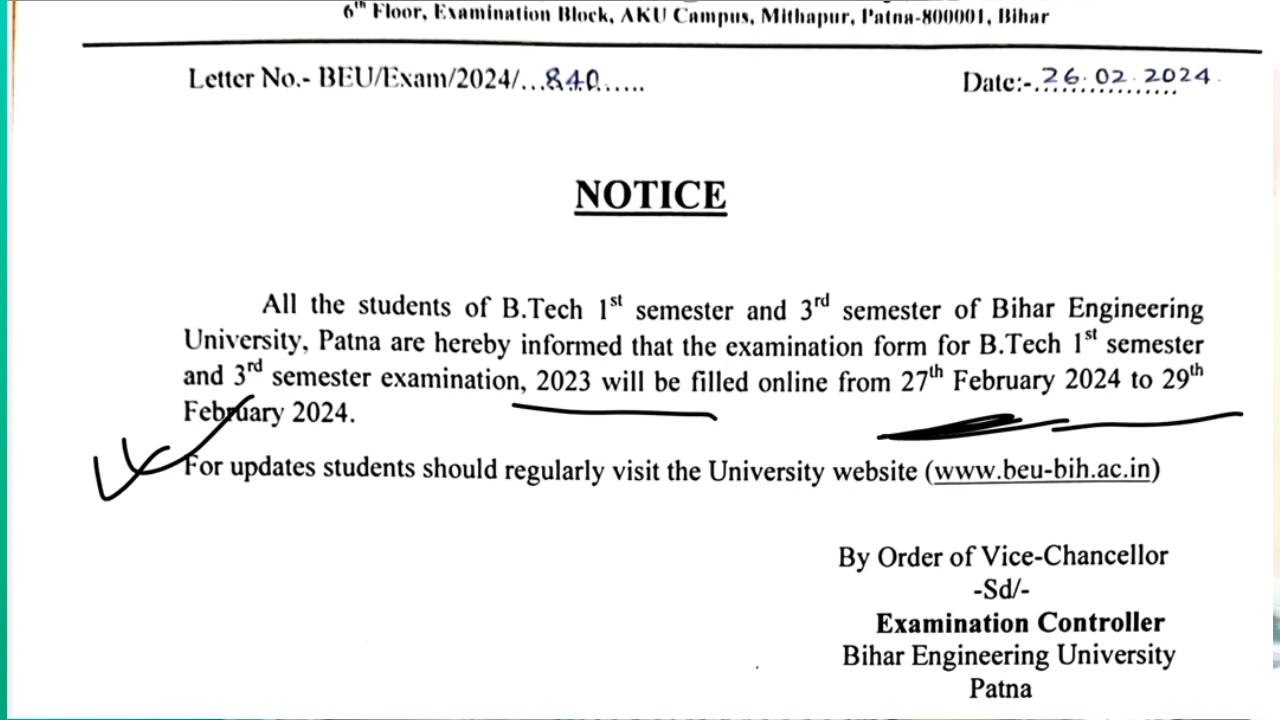 6th Floor, Examination Block, AKU Campus, Mithapur, Patna-800001, Bihar
Letter No.- BEU/Exam/2024/...840......
Date:-.26.02.2024.
NOTICE
All the students of B.Tech 1st semester and 3rd semester of Bihar Engineering
University, Patna are hereby informed that the examination form for B.Tech 1st semester
and 3rd semester examination, 2023 will be filled online from 27th February 2024 to 29th
February 2024.
For updates students should regularly visit the University website (www.beu-bih.ac.in)
By Order of Vice-Chancellor
-Sd/-
Examination Controller
Bihar Engineering University
Patna